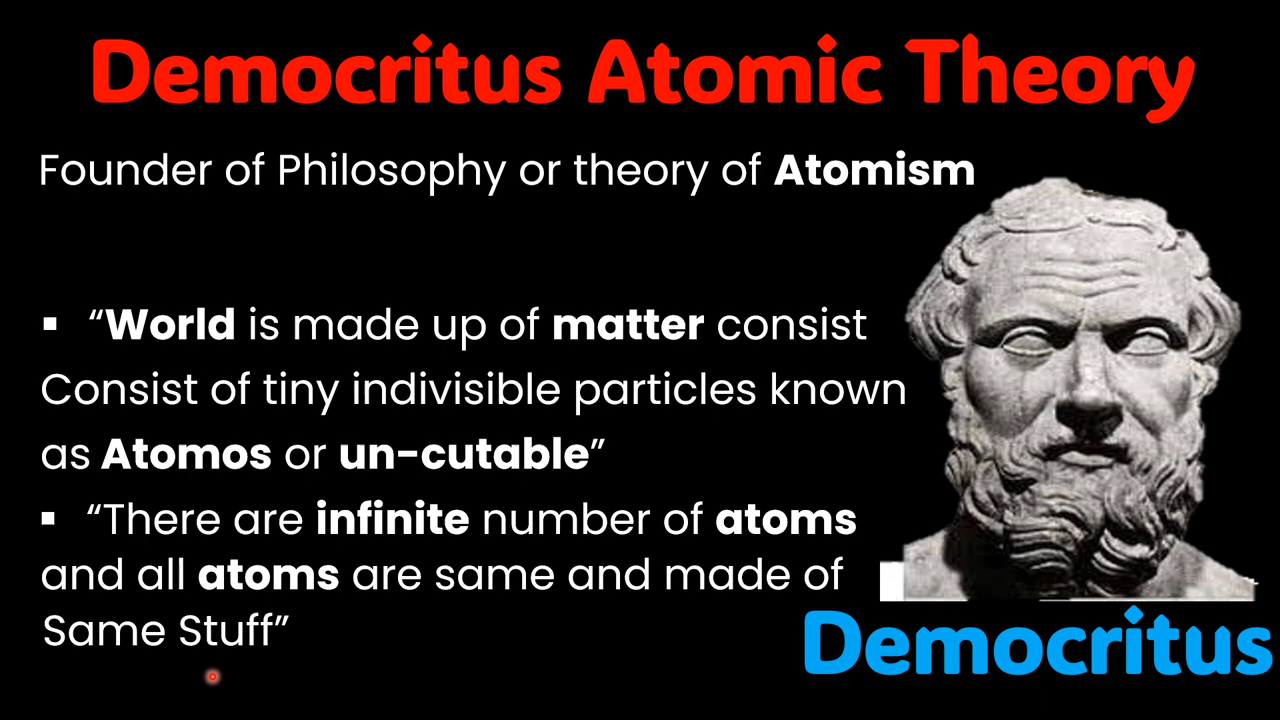 Democritus Atomic Theory
Founder of Philosophy or theory of Atomism
▪ “World is made up of matter consist
Consist of tiny indivisible particles known
as Atomos or un-cutable”
▪ “There are infinite number of atoms
and all atoms are same and made of
Same Stuff”
Democritus